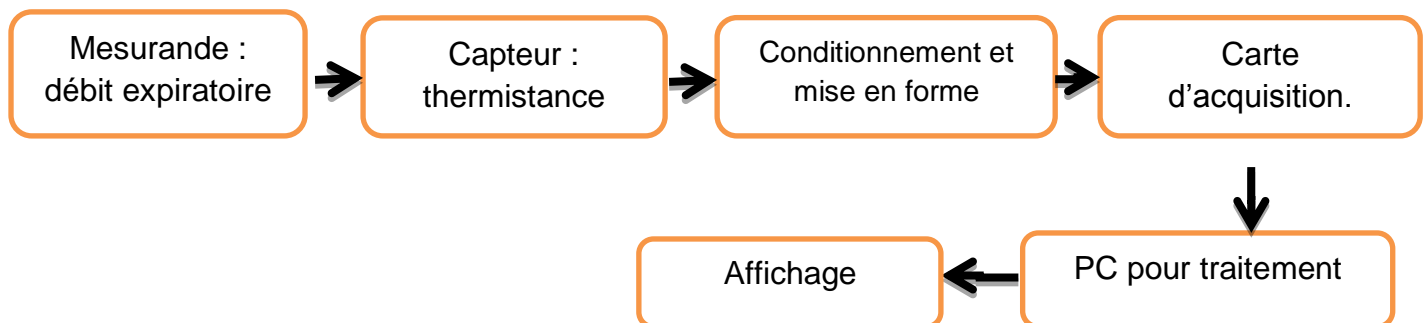 Mesurande :
débit expiratoire
Capteur :
thermistance
Conditionnement et
mise en forme
Carte
d’acquisition.
PC pour traitement
Affichage